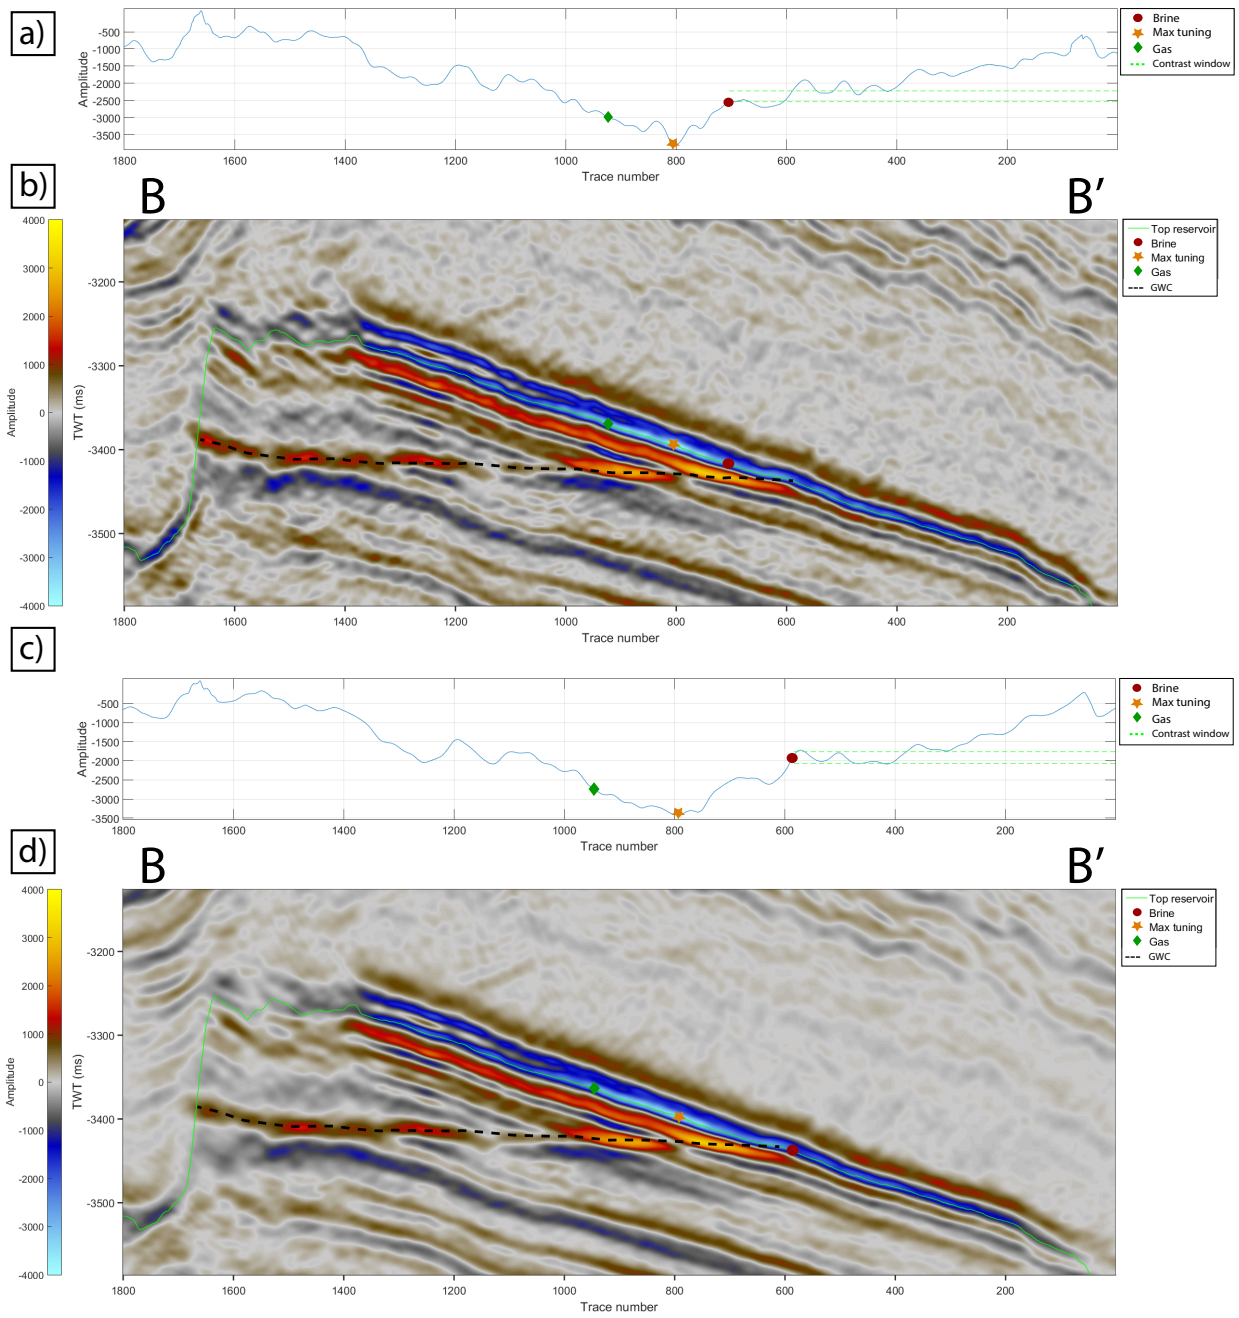 a)
-500
-1000
-1500
-2000
-2500
-3000
-3500
Amplitude
1800 1600 1400 1200 1000 800 600 400 200
Trace number
Brine
Max tuning
Gas
Contrast window
b)
B B′
4000
3000
2000
1000
0
-1000
-2000
-3000
-4000
Amplitude
-3200
-3300
-3400
-3500
TWT (ms)
1800 1600 1400 1200 1000 800 600 400 200
Trace number
Top reservoir
Brine
Max tuning
Gas
GWC
c)
-500
-1000
-1500
-2000
-2500
-3000
-3500
Amplitude
1800 1600 1400 1200 1000 800 600 400 200
Trace number
Brine
Max tuning
Gas
Contrast window
d)
B B′
4000
3000
2000
1000
0
-1000
-2000
-3000
-4000
Amplitude
-3200
-3300
-3400
-3500
TWT (ms)
1800 1600 1400 1200 1000 800 600 400 200
Trace number
Top reservoir
Brine
Max tuning
Gas
GWC